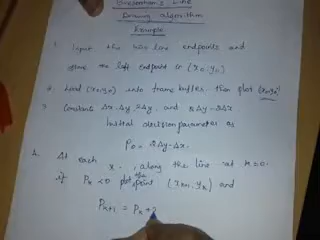 Bresenham's Line
Drawing algorithm
Example
1. Input the two line endpoints and
store the left endpoint in (x0, y0)
2. Load (x0, y0) into frame buffer, then plot (x0, y0)
3. Constants Δx, Δy, 2Δy, and 2Δy-2Δx
Initial decision parameter as
P0 = 2Δy-Δx.
4. At each x, along the line at k=0.
if Pk < 0 plot the point (xk+1, yk) and
Pk+1 = Pk + 2